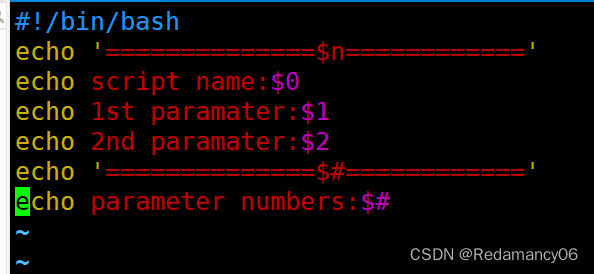 #!/bin/bash
echo '==============$n============'
echo script name:$0
echo 1st paramater:$1
echo 2nd paramater:$2
echo '==============$#============'
echo parameter numbers:$#
~
~
CSDN @Redamancy06